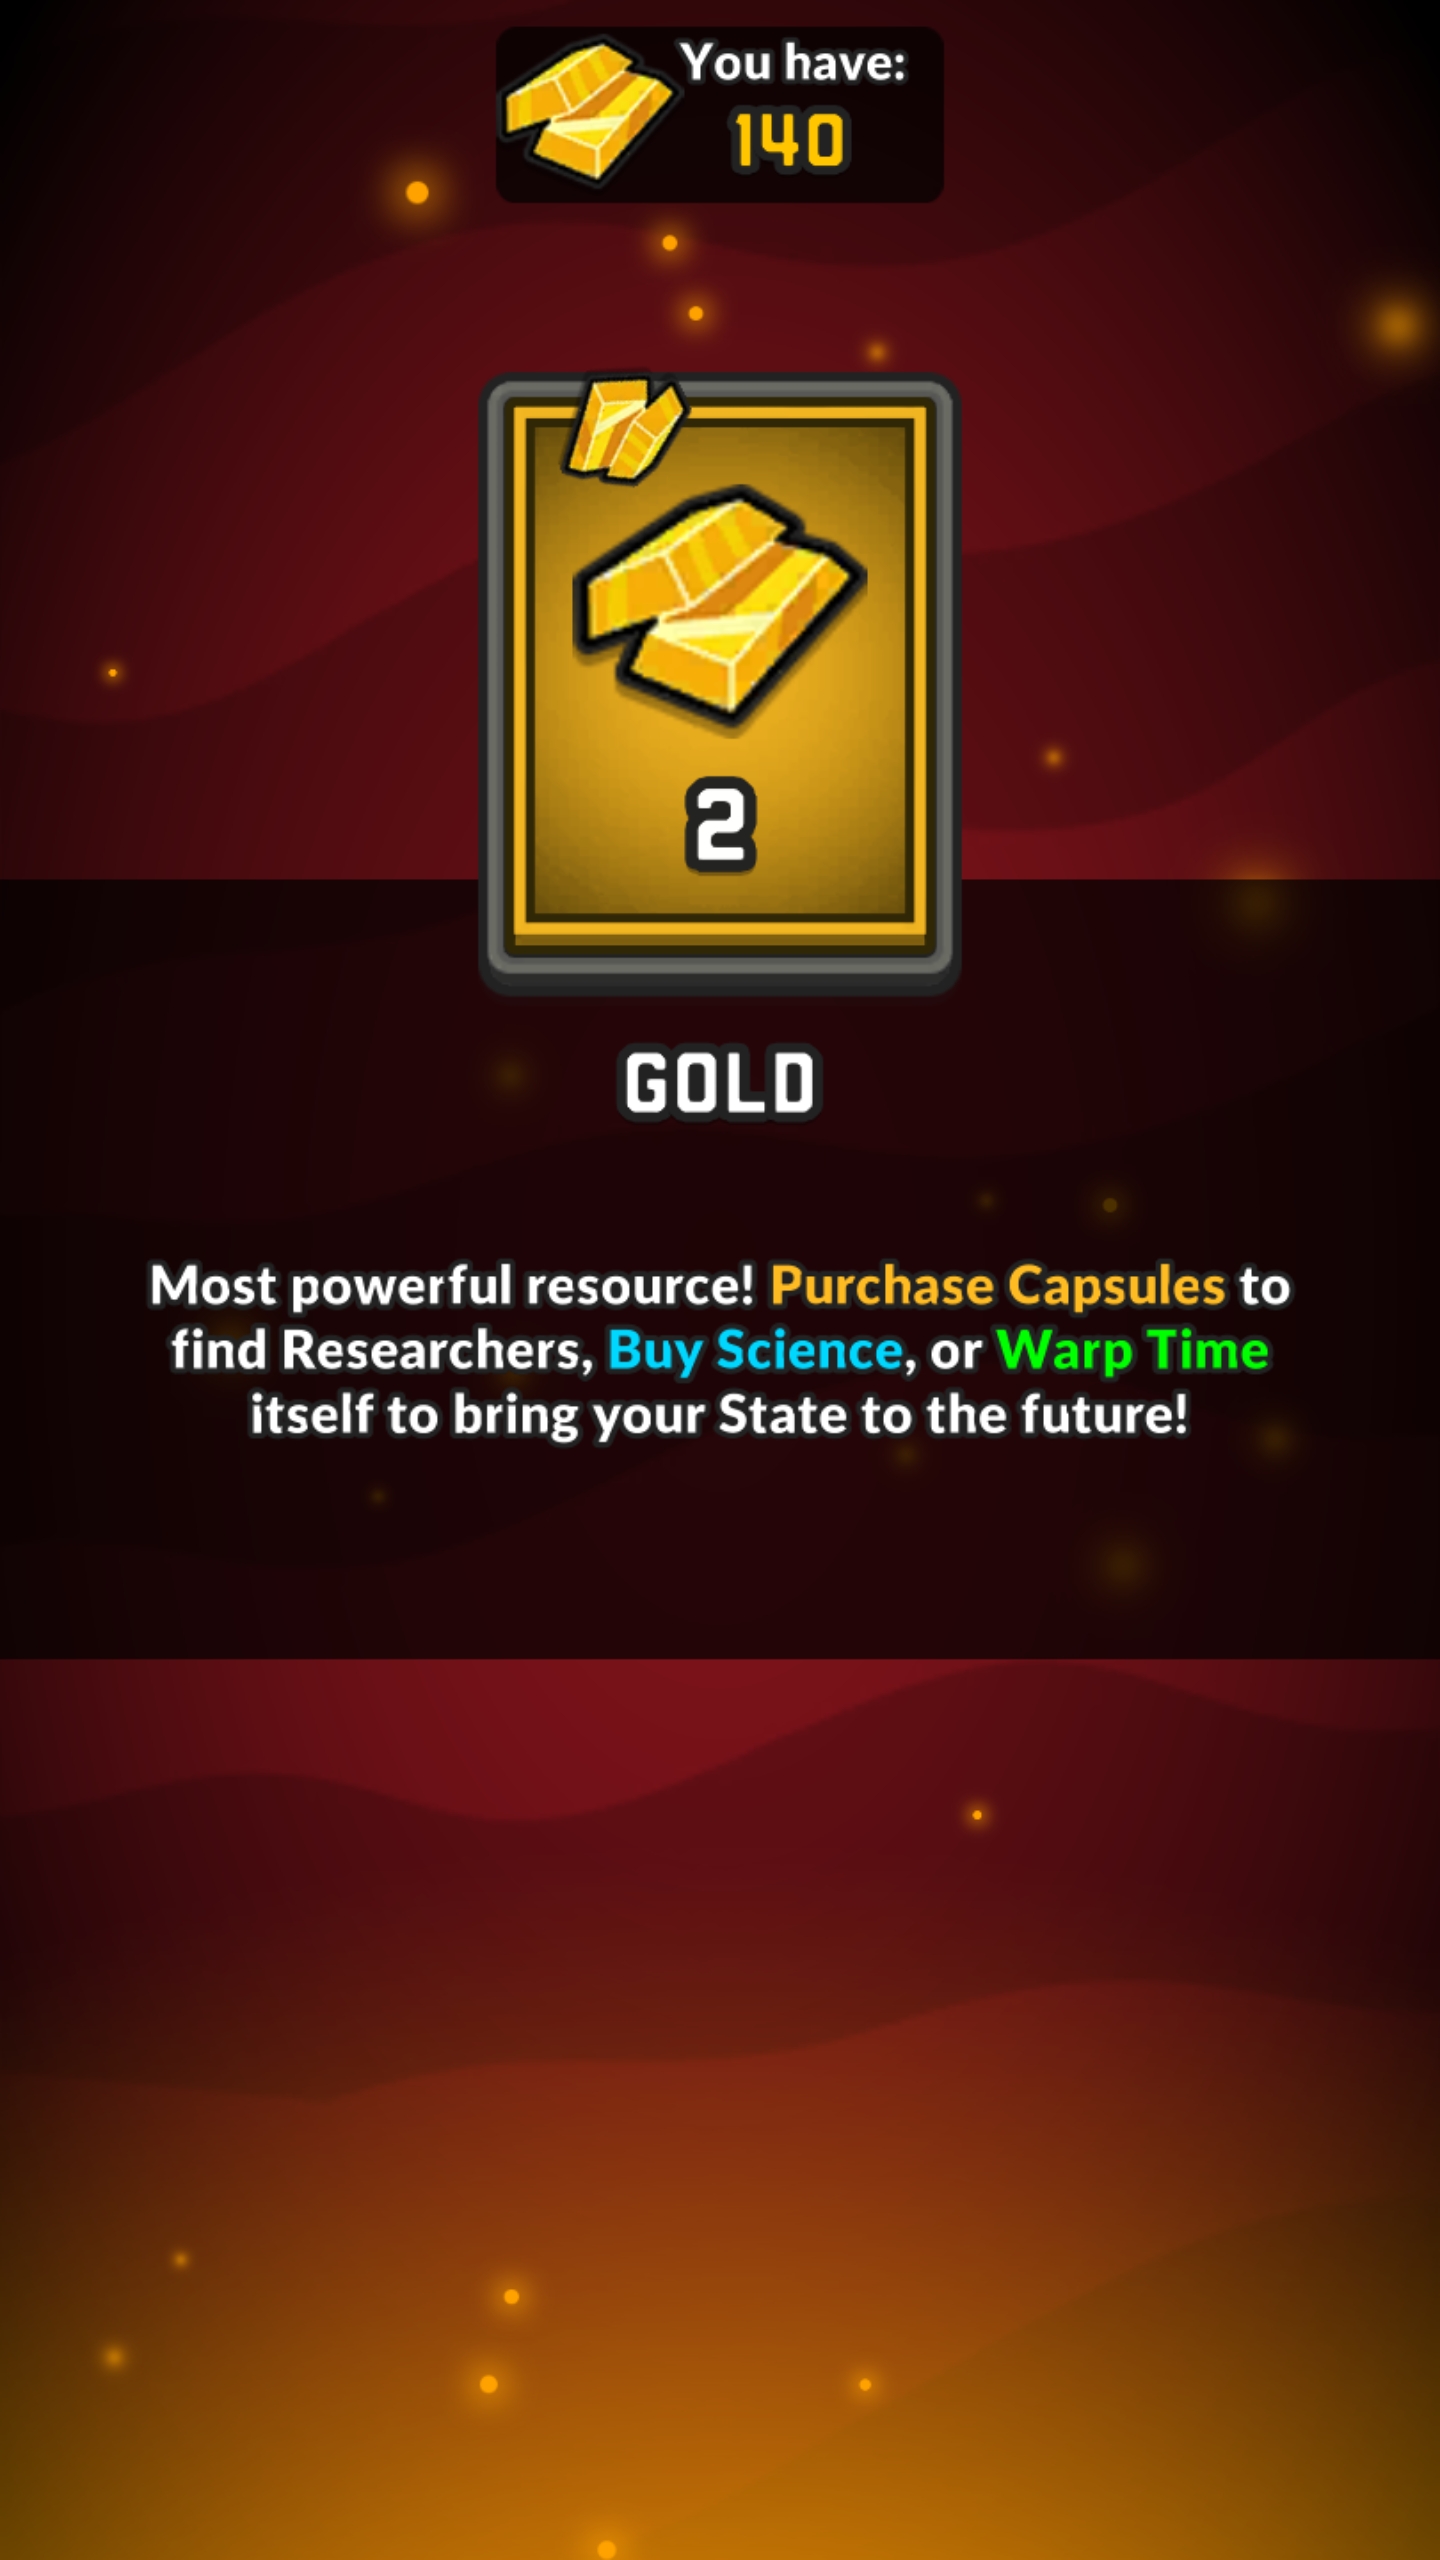 You have:
140
2
GOLD
Most powerful resource! Purchase Capsules to
find Researchers, Buy Science, or Warp Time
itself to bring your State to the future!